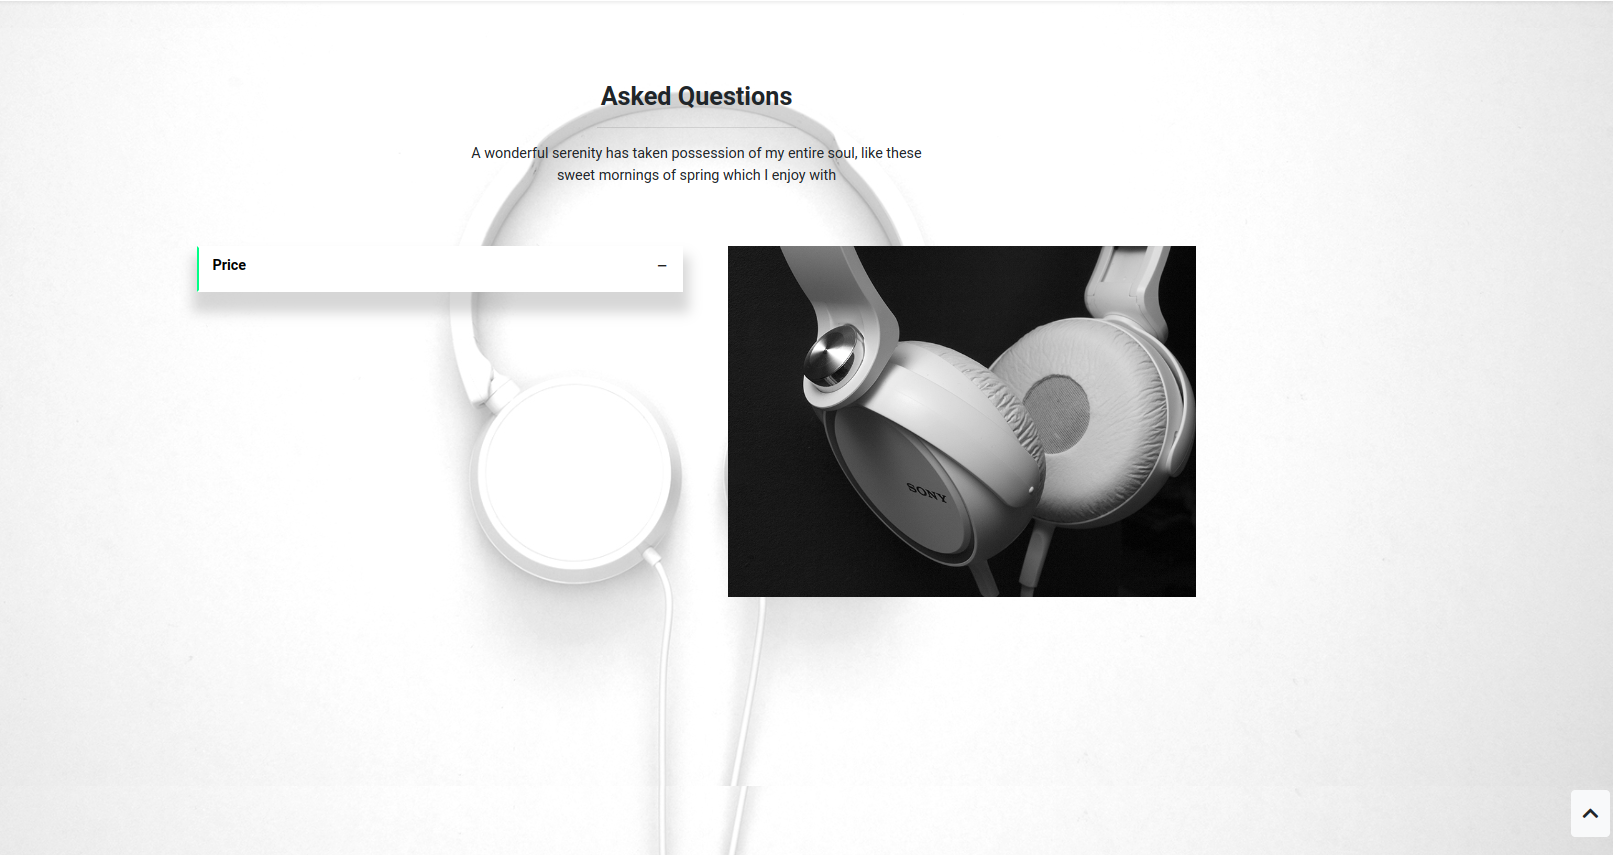 Asked Questions
A wonderful serenity has taken possession of my entire soul, like these
sweet mornings of spring which I enjoy with
Price
SONY